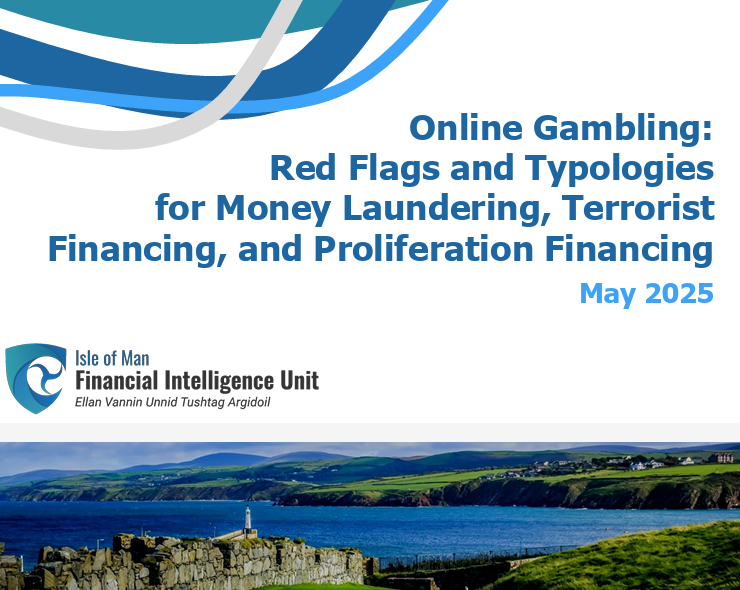 Online Gambling:
Red Flags and Typologies
for Money Laundering, Terrorist
Financing, and Proliferation Financing
May 2025
Isle of Man
Financial Intelligence Unit
Ellan Vannin Unnid Tushtag Argidoil